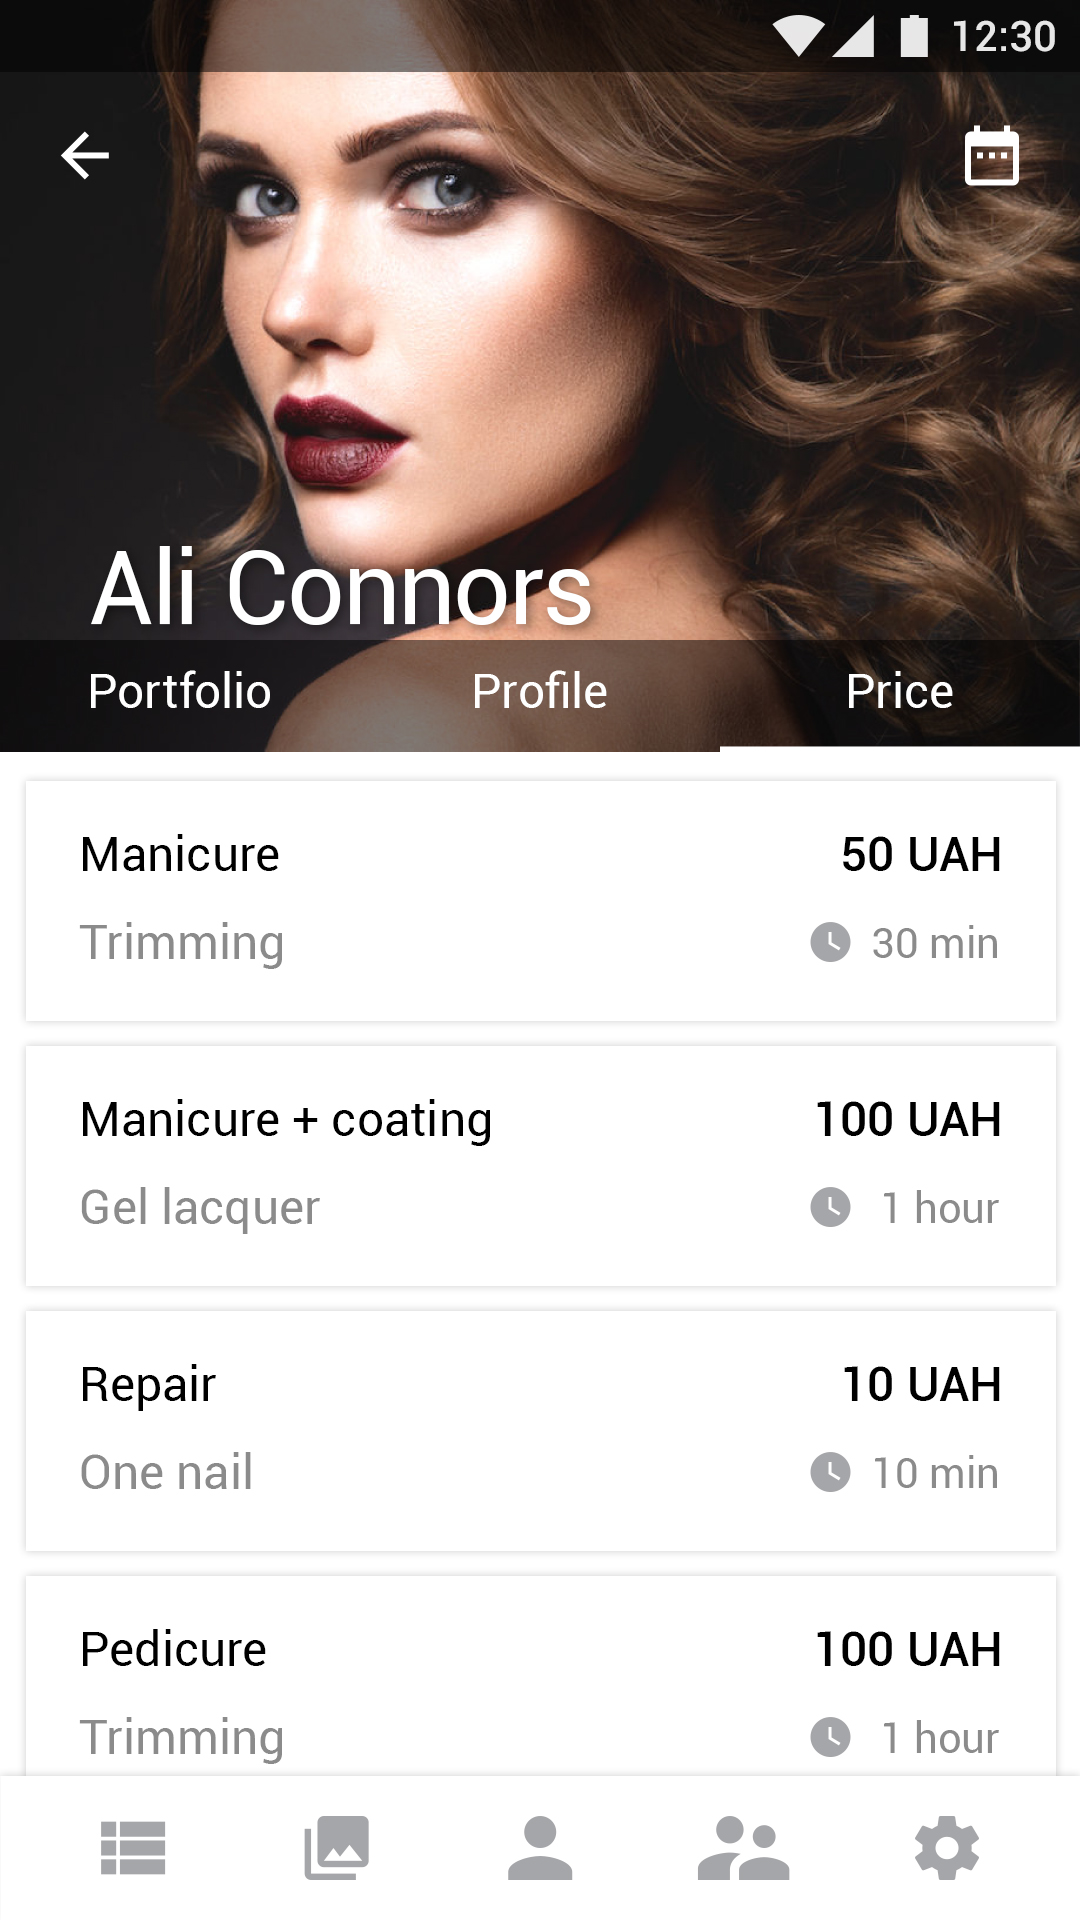 12:30
Ali Connors
Portfolio Profile Price
Manicure 50 UAH
Trimming 30 min
Manicure + coating 100 UAH
Gel lacquer 1 hour
Repair 10 UAH
One nail 10 min
Pedicure 100 UAH
Trimming 1 hour